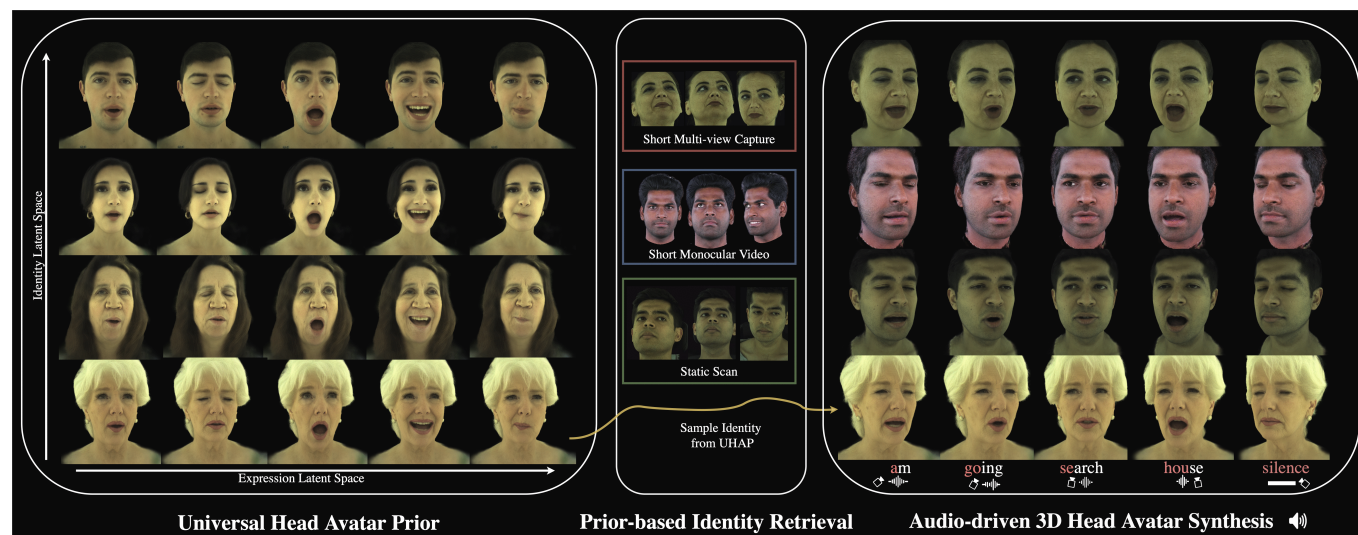 Identity Latent Space
Expression Latent Space
Universal Head Avatar Prior
Short Multi-view Capture
Short Monocular Video
Static Scan
Sample Identity
from UHAP
Prior-based Identity Retrieval
am going search house silence
Audio-driven 3D Head Avatar Synthesis